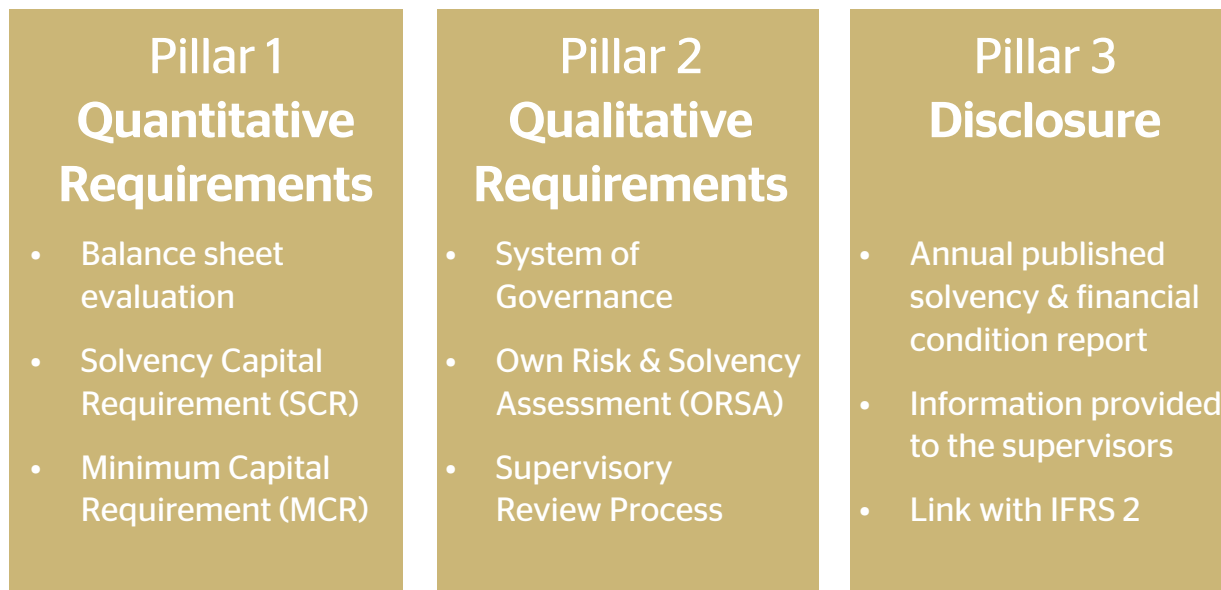 Pillar 1
Quantitative
Requirements
• Balance sheet
evaluation
• Solvency Capital
Requirement (SCR)
• Minimum Capital
Requirement (MCR)
Pillar 2
Qualitative
Requirements
• System of
Governance
• Own Risk & Solvency
Assessment (ORSA)
• Supervisory
Review Process
Pillar 3
Disclosure
• Annual published
solvency & financial
condition report
• Information provided
to the supervisors
• Link with IFRS 2